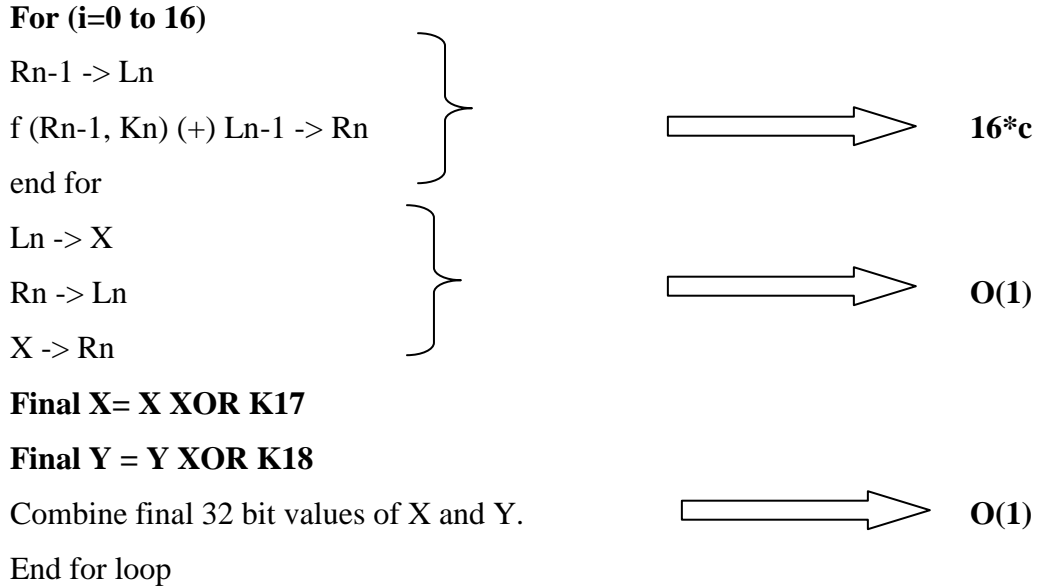 For (i=0 to 16)
Rn-1 -> Ln
f (Rn-1, Kn) (+) Ln-1 -> Rn
16*c
end for
Ln -> X
Rn -> Ln
O(1)
X -> Rn
Final X= X XOR K17
Final Y = Y XOR K18
Combine final 32 bit values of X and Y.
O(1)
End for loop